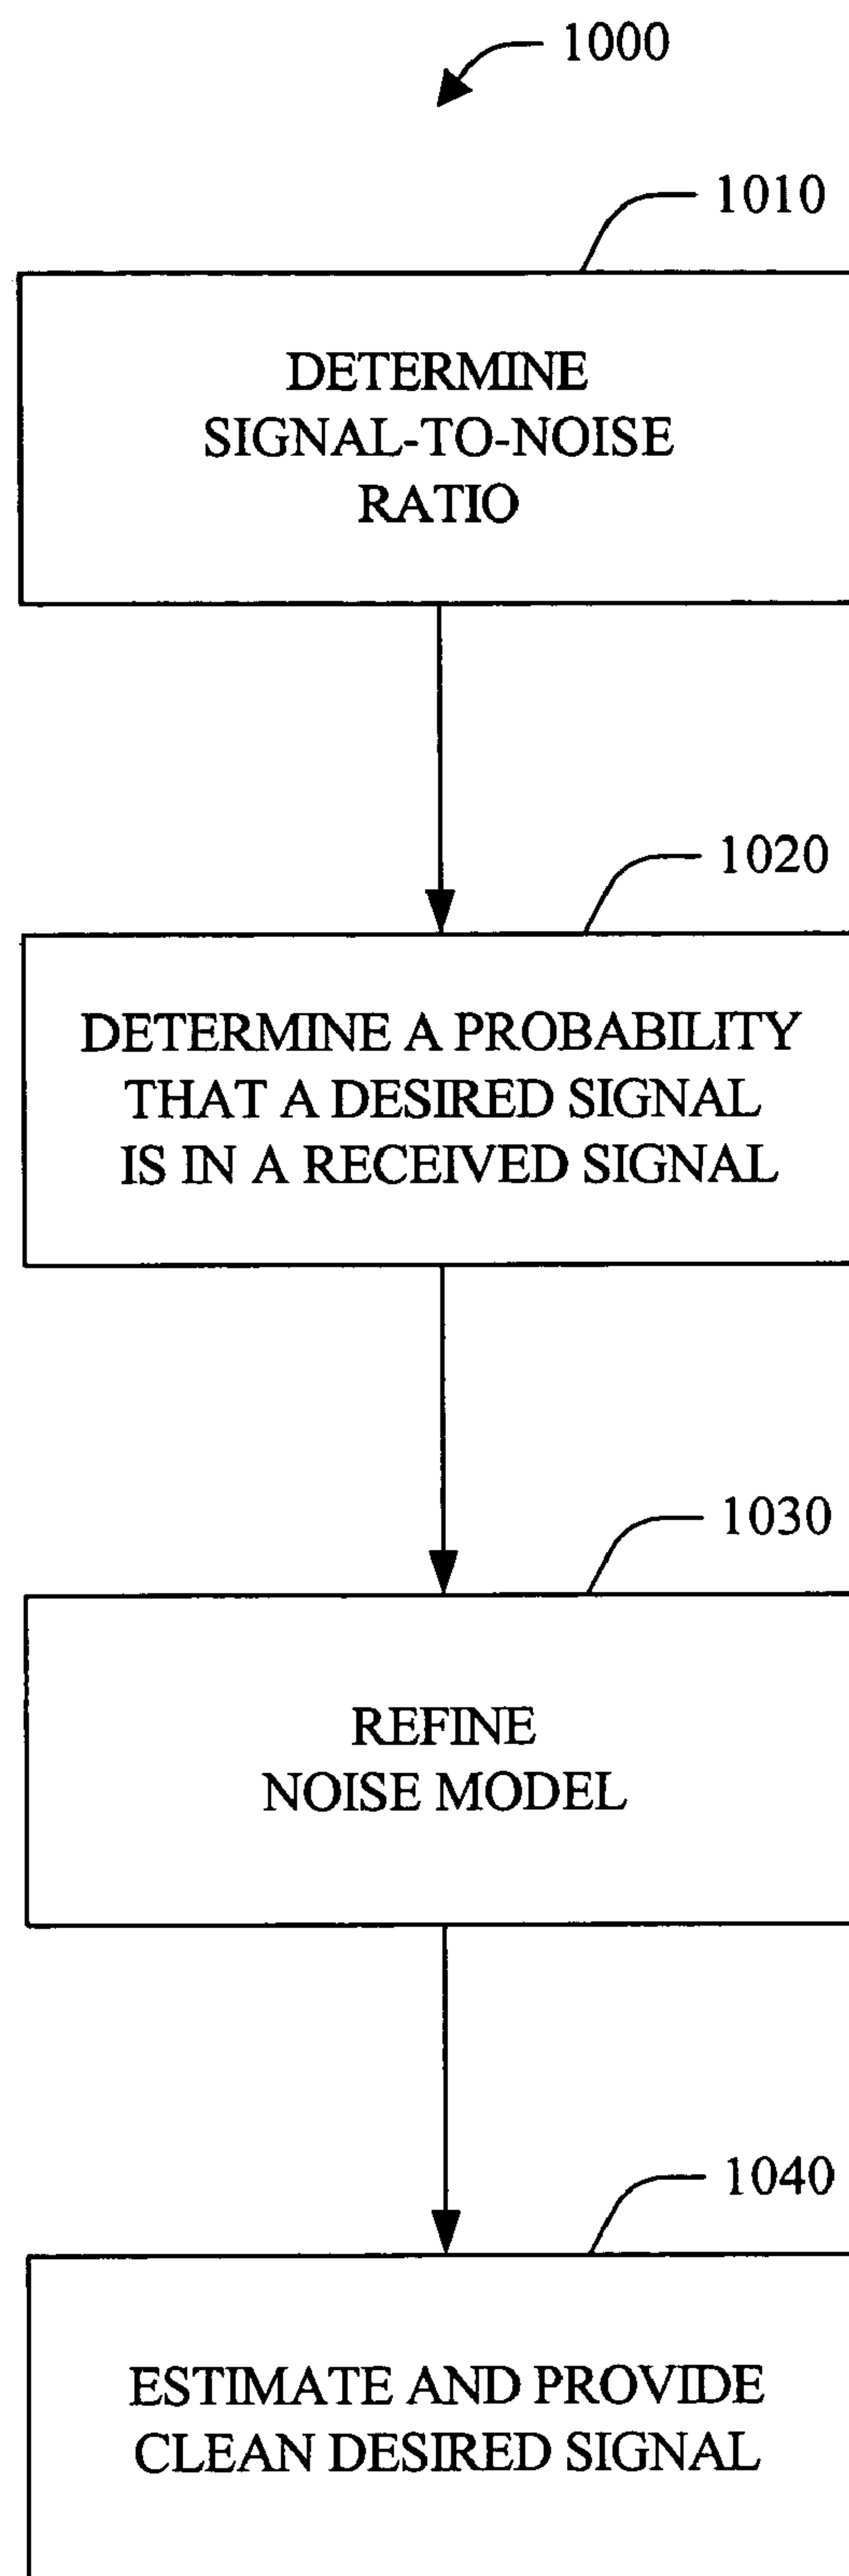 1000
1010
DETERMINE
SIGNAL-TO-NOISE
RATIO
1020
DETERMINE A PROBABILITY
THAT A DESIRED SIGNAL
IS IN A RECEIVED SIGNAL
1030
REFINE
NOISE MODEL
1040
ESTIMATE AND PROVIDE
CLEAN DESIRED SIGNAL